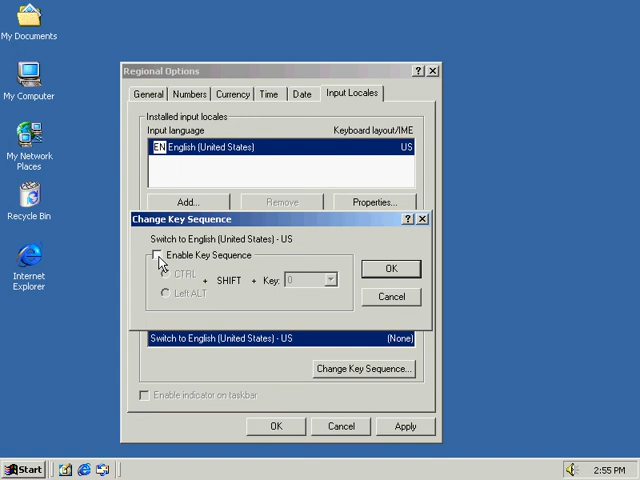 My Documents
My Computer
My Network
Places
Recycle Bin
Internet
Explorer
Regional Options
General
Numbers
Currency
Time
Date
Input Locales
Installed input locales
Input language
Keyboard layout/IME
EN English (United States)
US
Add...
Remove
Properties...
Change Key Sequence
Switch to English (United States) - US
Enable Key Sequence
CTRL
+ SHIFT + Key: 0
Left ALT
OK
Cancel
Switch to English (United States) - US
(None)
Change Key Sequence...
Enable indicator on taskbar
OK
Cancel
Apply
Start
2:55 PM